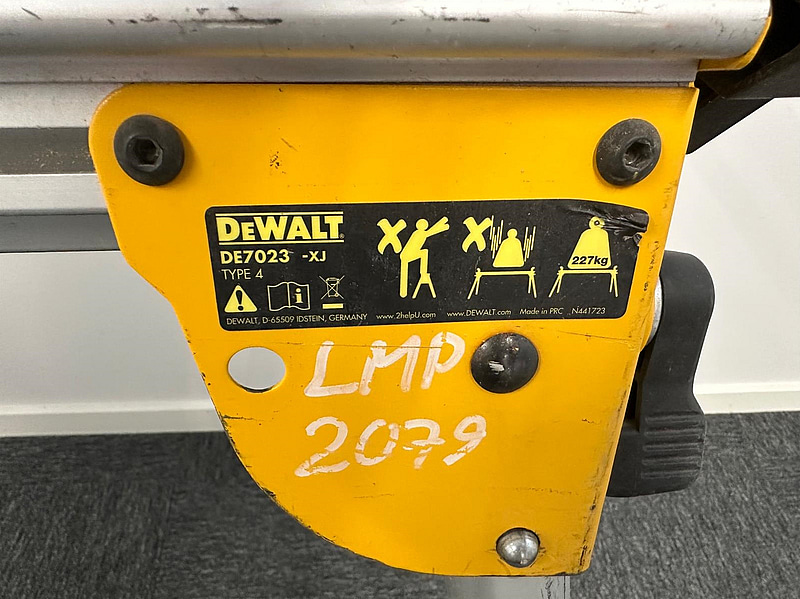 DEWALT
DE7023 -XJ
TYPE 4
227kg
DEWALT, D-65509 IDSTEIN, GERMANY www.2helpU.com www.DEWALT.com Made in PRC N441723
LMP
2079